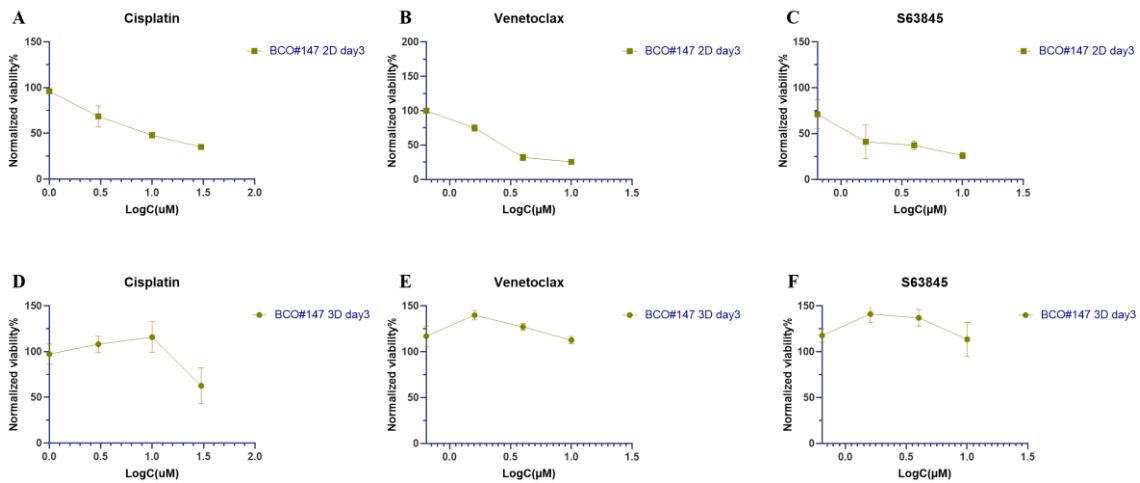 A
Cisplatin
Normalized viability%
150
100
50
0
0.0 0.5 1.0 1.5 2.0
LogC(uM)
BCO#147 2D day3
B
Venetoclax
Normalized viability%
200
150
100
50
25
0
0.0 0.5 1.0 1.5
LogC(µM)
BCO#147 2D day3
C
S63845
Normalized viability%
150
100
50
0
0.0 0.5 1.0 1.5
LogC(µM)
BCO#147 2D day3
D
Cisplatin
Normalized viability%
150
100
50
0
0.0 0.5 1.0 1.5 2.0
LogC(uM)
BCO#147 3D day3
E
Venetoclax
Normalized viability%
150
100
50
0
0.0 0.5 1.0 1.5
LogC(µM)
BCO#147 3D day3
F
S63845
Normalized viability%
150
100
50
0
0.0 0.5 1.0 1.5
LogC(µM)
BCO#147 3D day3